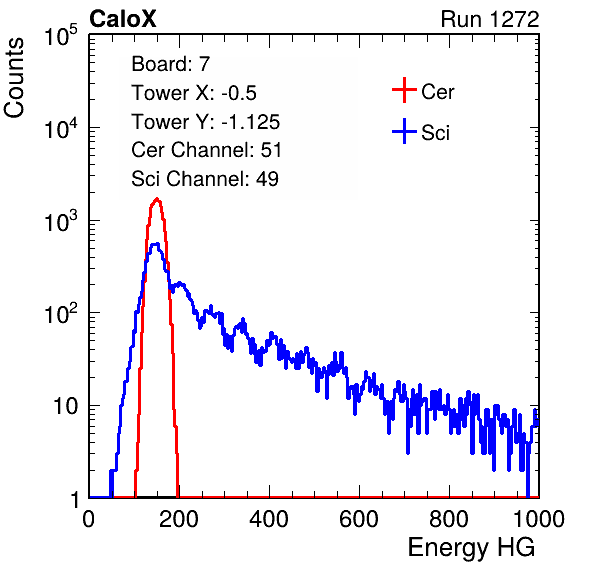 CaloX Run 1272
Counts
10^5
10^4
10^3
10^2
10
1
Board: 7
Tower X: -0.5
Tower Y: -1.125
Cer Channel: 51
Sci Channel: 49
Cer
Sci
0 200 400 600 800 1000
Energy HG